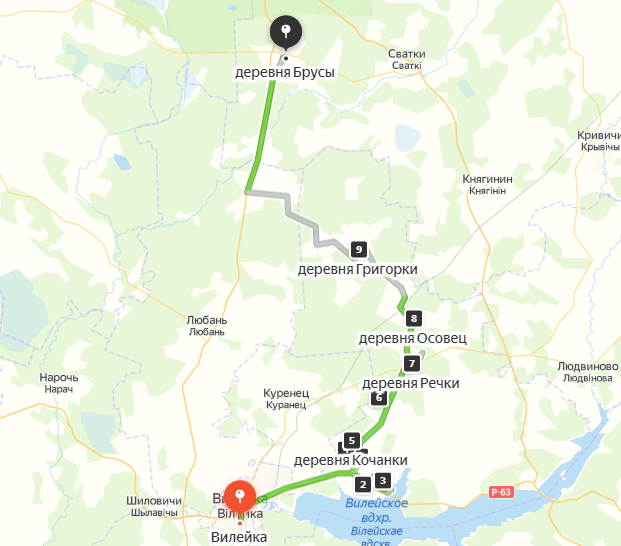 Сватки
Сваткі
деревня Брусы
Кривичи
Крывічы
Княгинин
Княгінін
9
деревня Григорки
8
Любань
Любань
деревня Осовец
7
Людвиново
Людвінова
Нарочь
Нарач
деревня Речки
6
Куренец
Куранец
5
деревня Кочанки
2
3
Р-63
Шиловичи
Шылавічы
Вилейское
вдхр.
Вілейскае
вдсхв
Вилейка